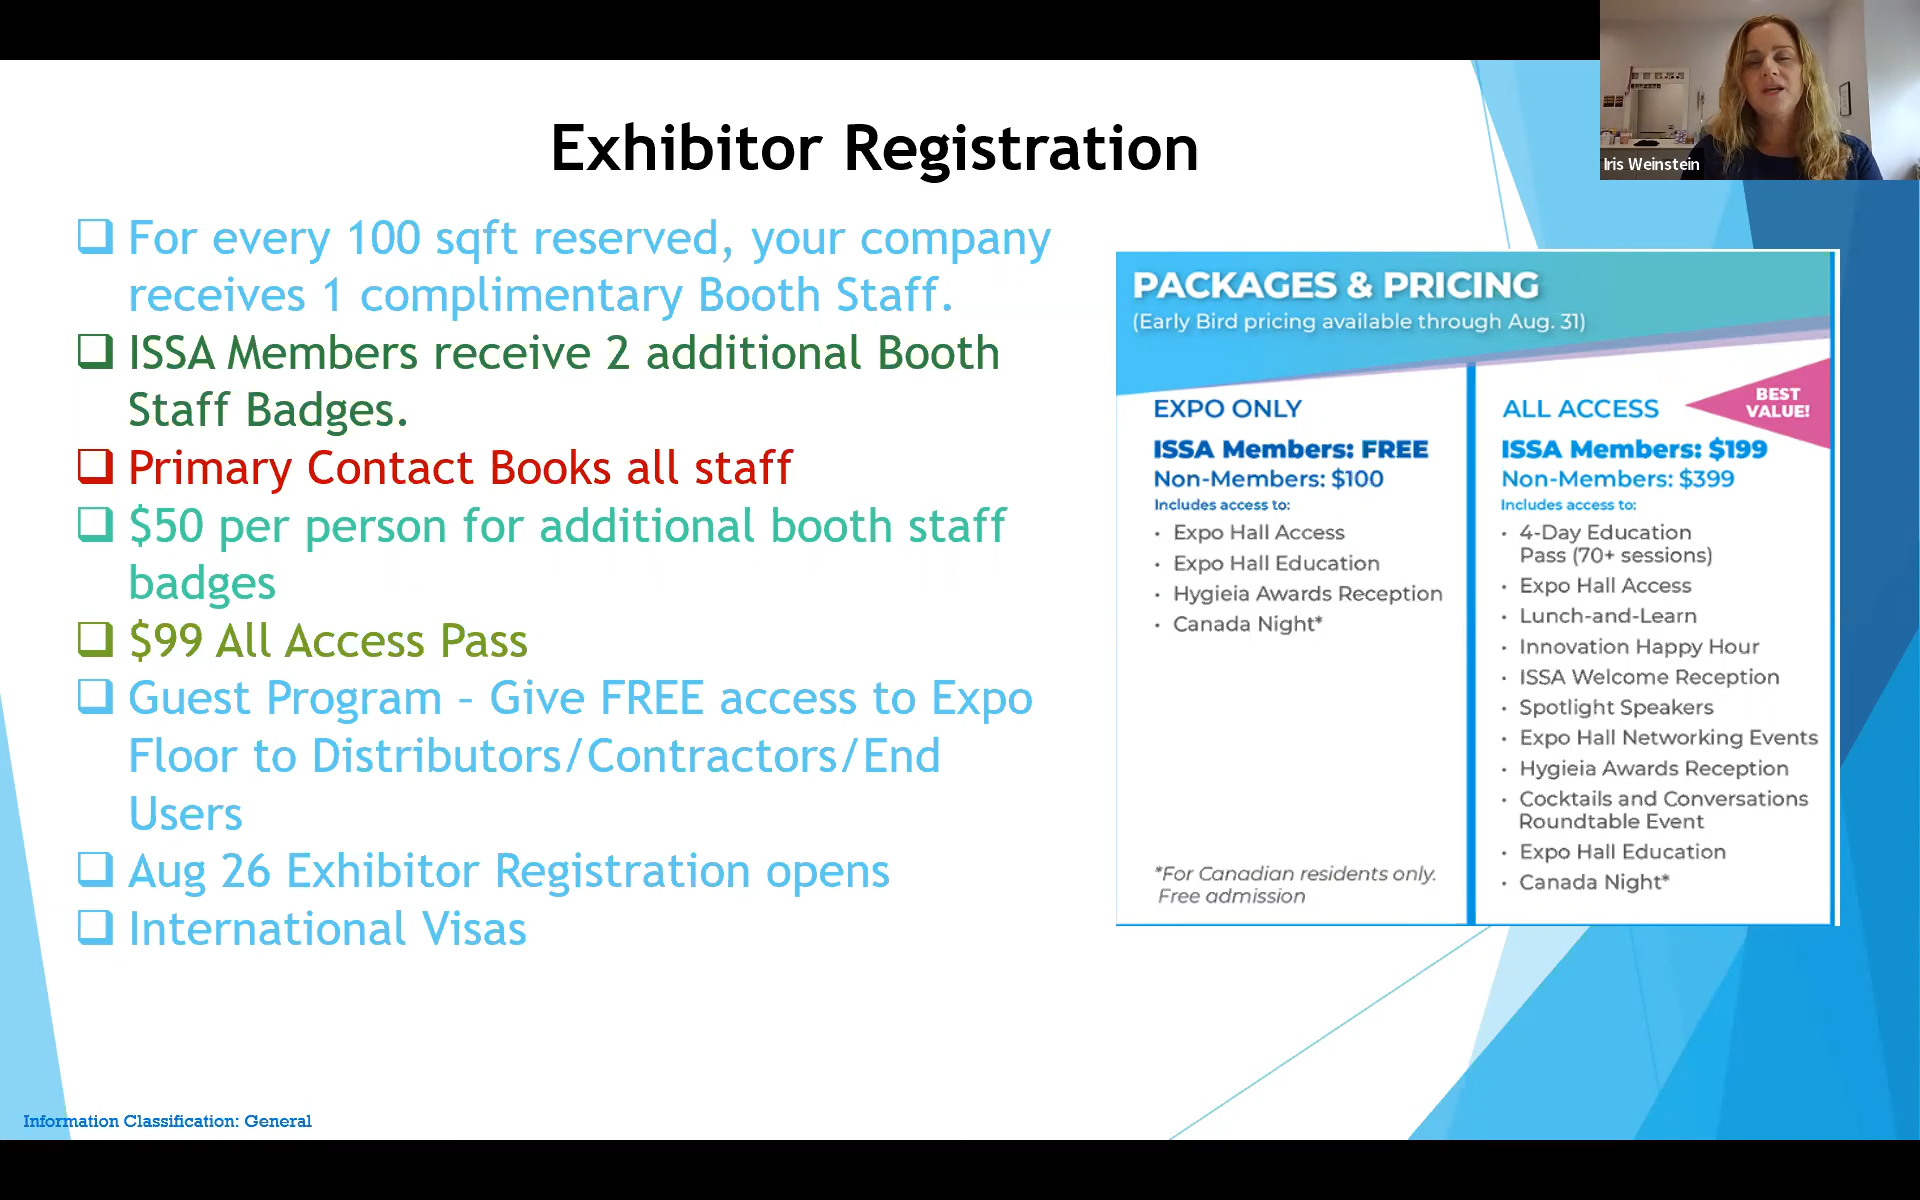 Exhibitor Registration
Iris Weinstein
For every 100 sqft reserved, your company
receives 1 complimentary Booth Staff.
ISSA Members receive 2 additional Booth
Staff Badges.
Primary Contact Books all staff
$50 per person for additional booth staff
badges
$99 All Access Pass
Guest Program – Give FREE access to Expo
Floor to Distributors/Contractors/End
Users
Aug 26 Exhibitor Registration opens
International Visas
PACKAGES & PRICING
(Early Bird pricing available through Aug. 31)
EXPO ONLY
ISSA Members: FREE
Non-Members: $100
Includes access to:
· Expo Hall Access
· Expo Hall Education
· Hygieia Awards Reception
· Canada Night*
*For Canadian residents only.
Free admission
BEST
VALUE!
ALL ACCESS
ISSA Members: $199
Non-Members: $399
Includes access to:
· 4-Day Education
Pass (70+ sessions)
· Expo Hall Access
· Lunch-and-Learn
· Innovation Happy Hour
· ISSA Welcome Reception
· Spotlight Speakers
· Expo Hall Networking Events
· Hygieia Awards Reception
· Cocktails and Conversations
Roundtable Event
· Expo Hall Education
· Canada Night*
Information Classification: General